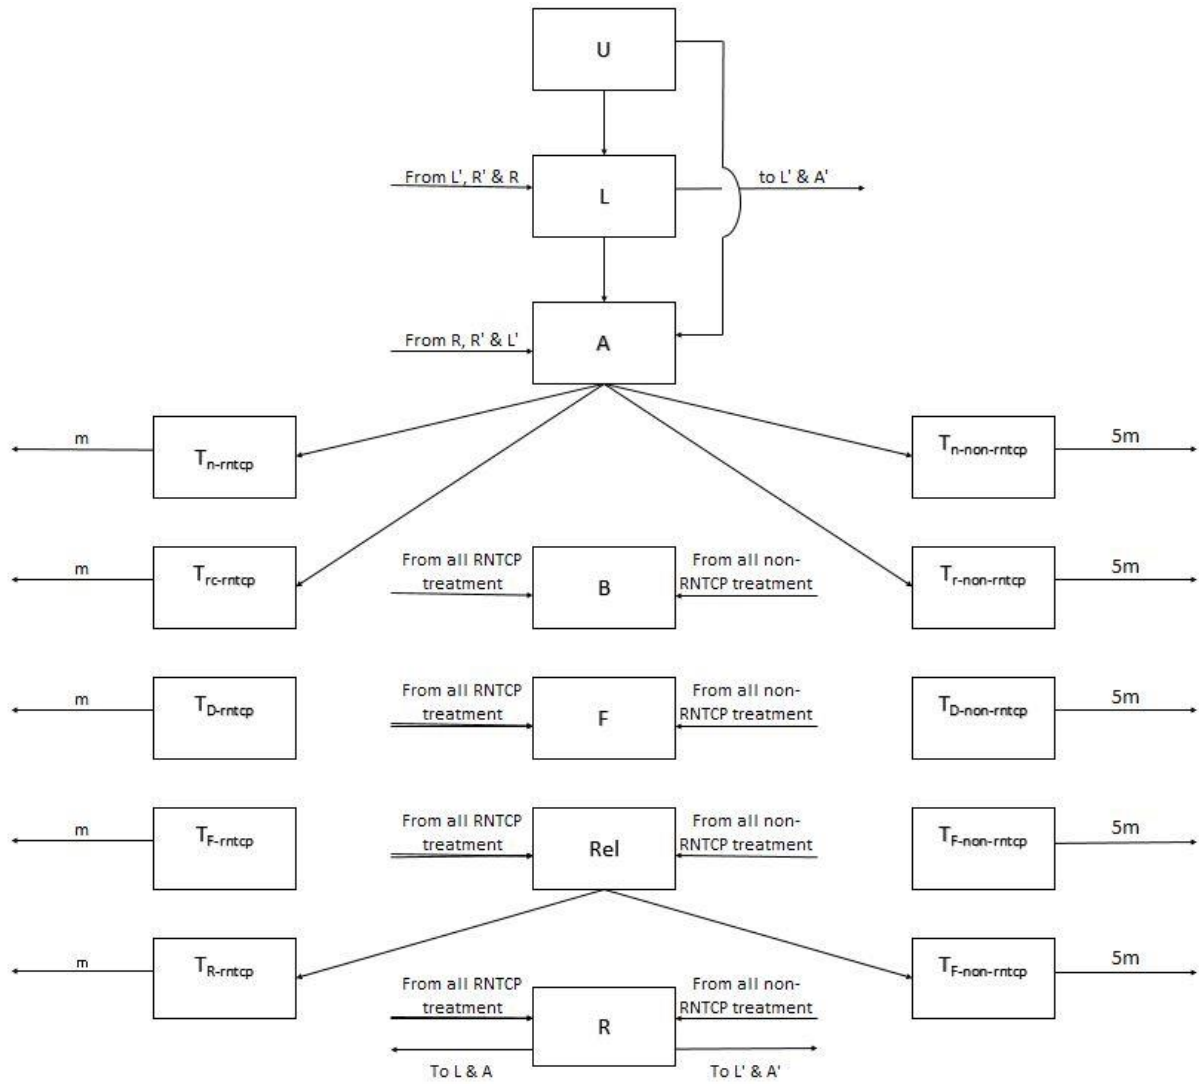 U
From L', R' & R
L
to L' & A'
From R, R' & L'
A
m
Tn-rntcp
Tn-non-rntcp
5m
m
Trc-rntcp
From all RNTCP
treatment
B
From all non-
RNTCP treatment
Tr-non-rntcp
5m
m
TD-rntcp
From all RNTCP
treatment
F
From all non-
RNTCP treatment
TD-non-rntcp
5m
m
TF-rntcp
From all RNTCP
treatment
Rel
From all non-
RNTCP treatment
TF-non-rntcp
5m
m
TR-rntcp
From all RNTCP
treatment
R
From all non-
RNTCP treatment
TF-non-rntcp
5m
To L & A
To L' & A'